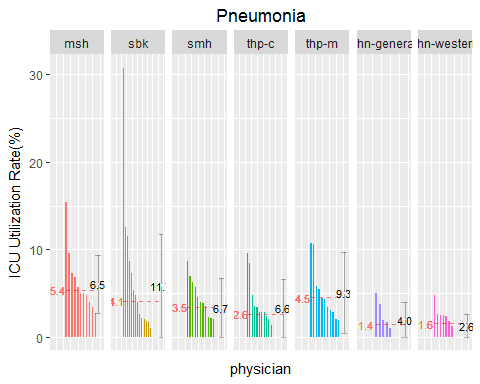 Pneumonia
msh sbk smh thp-c thp-m hn-genera hn-wester
ICU Utilization Rate(%)
30
20
10
0
5.4 6.5 4.1 11. 3.5 6.7 2.6 6.6 4.5 9.3 1.4 4.0 1.6 2.6
physician